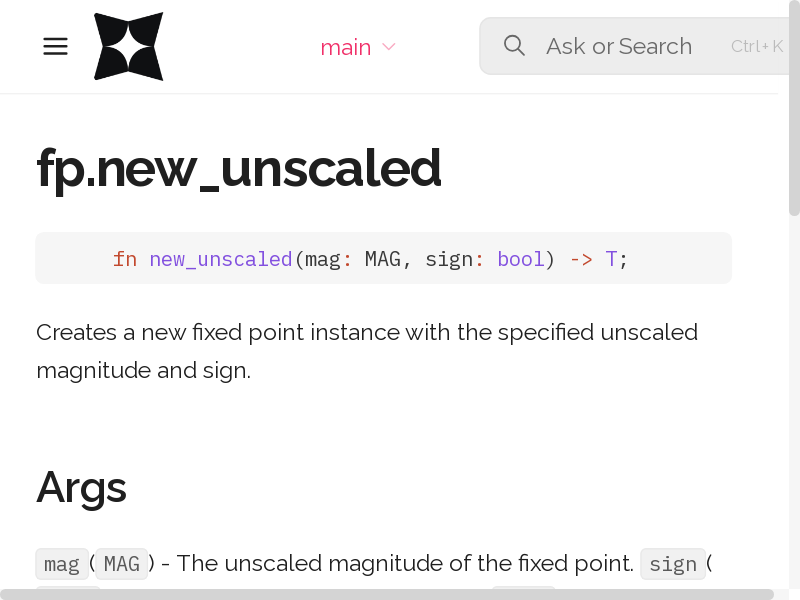 main
Ask or Search
Ctrl+K
fp.new_unscaled
fn new_unscaled(mag: MAG, sign: bool) -> T;
Creates a new fixed point instance with the specified unscaled
magnitude and sign.
Args
mag (MAG) - The unscaled magnitude of the fixed point. sign (